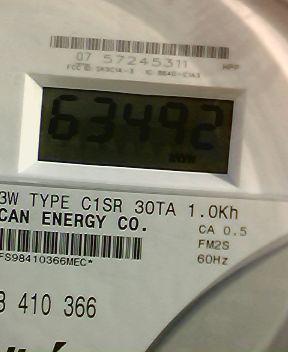 07 57245311
63492
3W TYPE C1SR 30TA 1.0Kh
CAN ENERGY CO.
CA 0.5
FM2S
60Hz
FS98410366MEC*
3 410 366